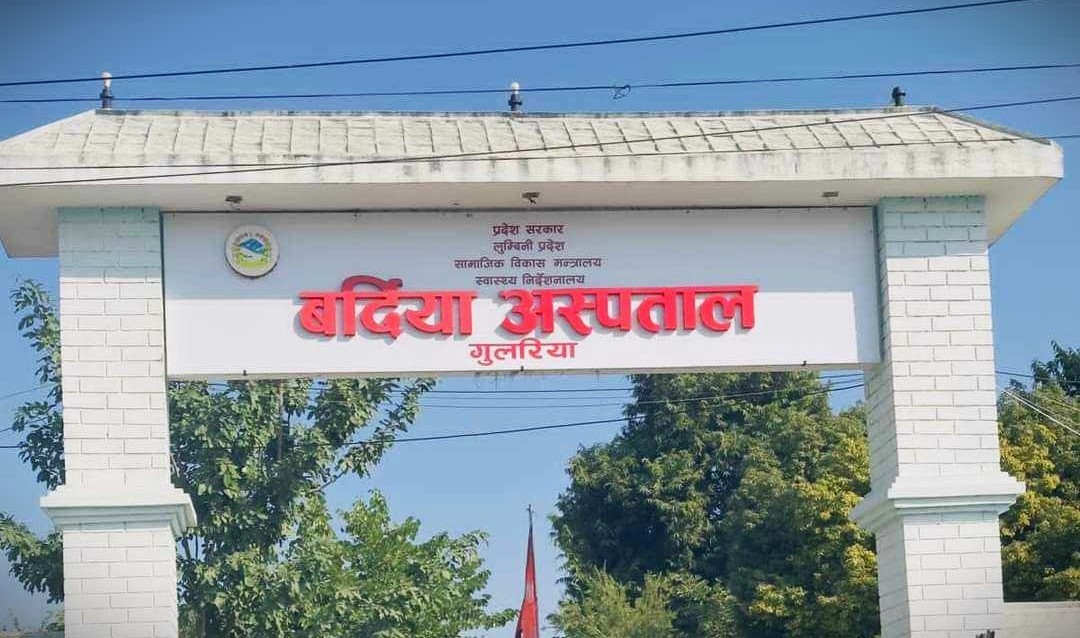 प्रदेश सरकार
लुम्बिनी प्रदेश
सामाजिक विकास मन्त्रालय
स्वास्थ्य निर्देशनालय
बर्दिया अस्पताल
गुलरिया